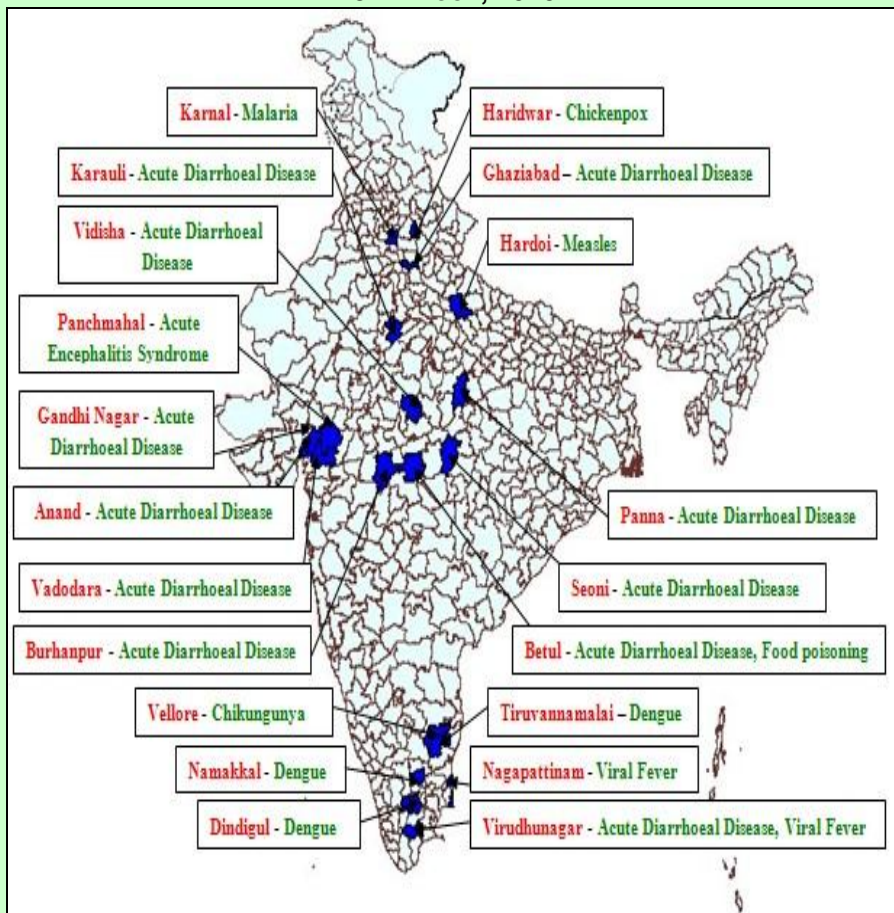 Karnal - Malaria
Haridwar - Chickenpox
Karauli - Acute Diarrhoeal Disease
Ghaziabad – Acute Diarrhoeal Disease
Vidisha - Acute Diarrhoeal
Disease
Hardoi - Measles
Panchmahal - Acute
Encephalitis Syndrome
Gandhi Nagar - Acute
Diarrhoeal Disease
Anand - Acute Diarrhoeal Disease
Panna - Acute Diarrhoeal Disease
Vadodara - Acute Diarrhoeal Disease
Seoni - Acute Diarrhoeal Disease
Burhanpur - Acute Diarrhoeal Disease
Betul - Acute Diarrhoeal Disease, Food poisoning
Vellore - Chikungunya
Tiruvannamalai – Dengue
Namakkal - Dengue
Nagapattinam - Viral Fever
Dindigul - Dengue
Virudhunagar - Acute Diarrhoeal Disease, Viral Fever